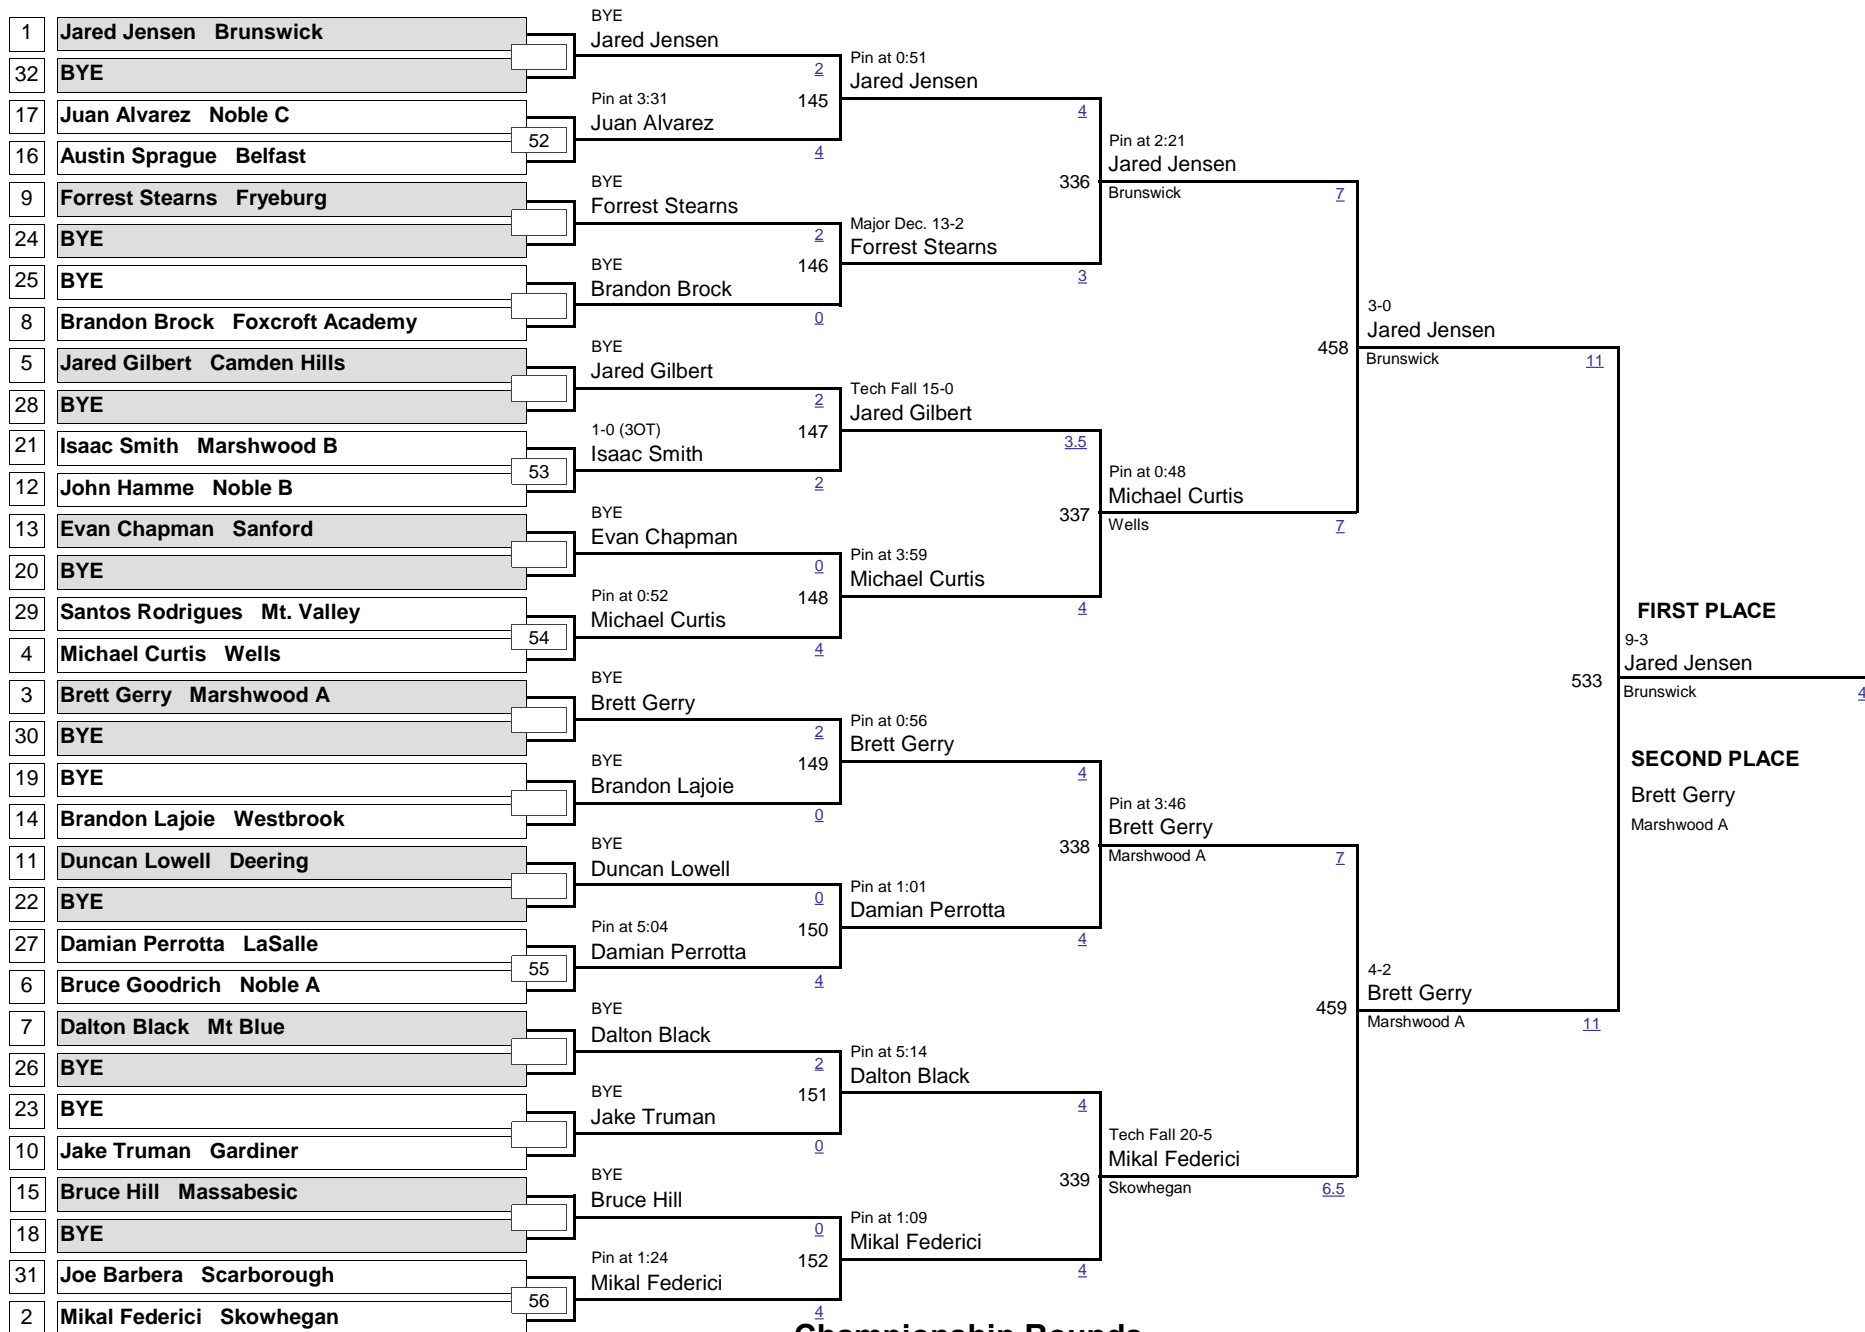 1 Jared Jensen Brunswick
32 BYE
17 Juan Alvarez Noble C
52
16 Austin Sprague Belfast
9 Forrest Stearns Fryeburg
24 BYE
25 BYE
8 Brandon Brock Foxcroft Academy
5 Jared Gilbert Camden Hills
28 BYE
21 Isaac Smith Marshwood B
53
12 John Hamme Noble B
13 Evan Chapman Sanford
20 BYE
29 Santos Rodrigues Mt. Valley
54
4 Michael Curtis Wells
3 Brett Gerry Marshwood A
30 BYE
19 BYE
14 Brandon Lajoie Westbrook
11 Duncan Lowell Deering
22 BYE
27 Damian Perrotta LaSalle
55
6 Bruce Goodrich Noble A
7 Dalton Black Mt Blue
26 BYE
23 BYE
10 Jake Truman Gardiner
15 Bruce Hill Massabesic
18 BYE
31 Joe Barbera Scarborough
56
2 Mikal Federici Skowhegan
BYE
Jared Jensen
2
145
Pin at 3:31
Juan Alvarez
4
BYE
Forrest Stearns
2
146
BYE
Brandon Brock
0
BYE
Jared Gilbert
2
147
1-0 (3OT)
Isaac Smith
2
BYE
Evan Chapman
0
148
Pin at 0:52
Michael Curtis
4
BYE
Brett Gerry
2
149
BYE
Brandon Lajoie
0
BYE
Duncan Lowell
0
150
Pin at 5:04
Damian Perrotta
4
BYE
Dalton Black
2
151
BYE
Jake Truman
0
BYE
Bruce Hill
0
152
Pin at 1:24
Mikal Federici
4
Pin at 0:51
Jared Jensen
4
336
Major Dec. 13-2
Forrest Stearns
3
Tech Fall 15-0
Jared Gilbert
3.5
337
Pin at 3:59
Michael Curtis
4
Pin at 0:56
Brett Gerry
4
338
Pin at 1:01
Damian Perrotta
4
Pin at 5:14
Dalton Black
4
339
Pin at 1:09
Mikal Federici
4
Pin at 2:21
Jared Jensen
Brunswick
7
458
Pin at 0:48
Michael Curtis
Wells
7
Pin at 3:46
Brett Gerry
Marshwood A
7
459
Tech Fall 20-5
Mikal Federici
Skowhegan
6.5
3-0
Jared Jensen
Brunswick
11
533
4-2
Brett Gerry
Marshwood A
11
FIRST PLACE
9-3
Jared Jensen
Brunswick
4
SECOND PLACE
Brett Gerry
Marshwood A
Championship Rounds